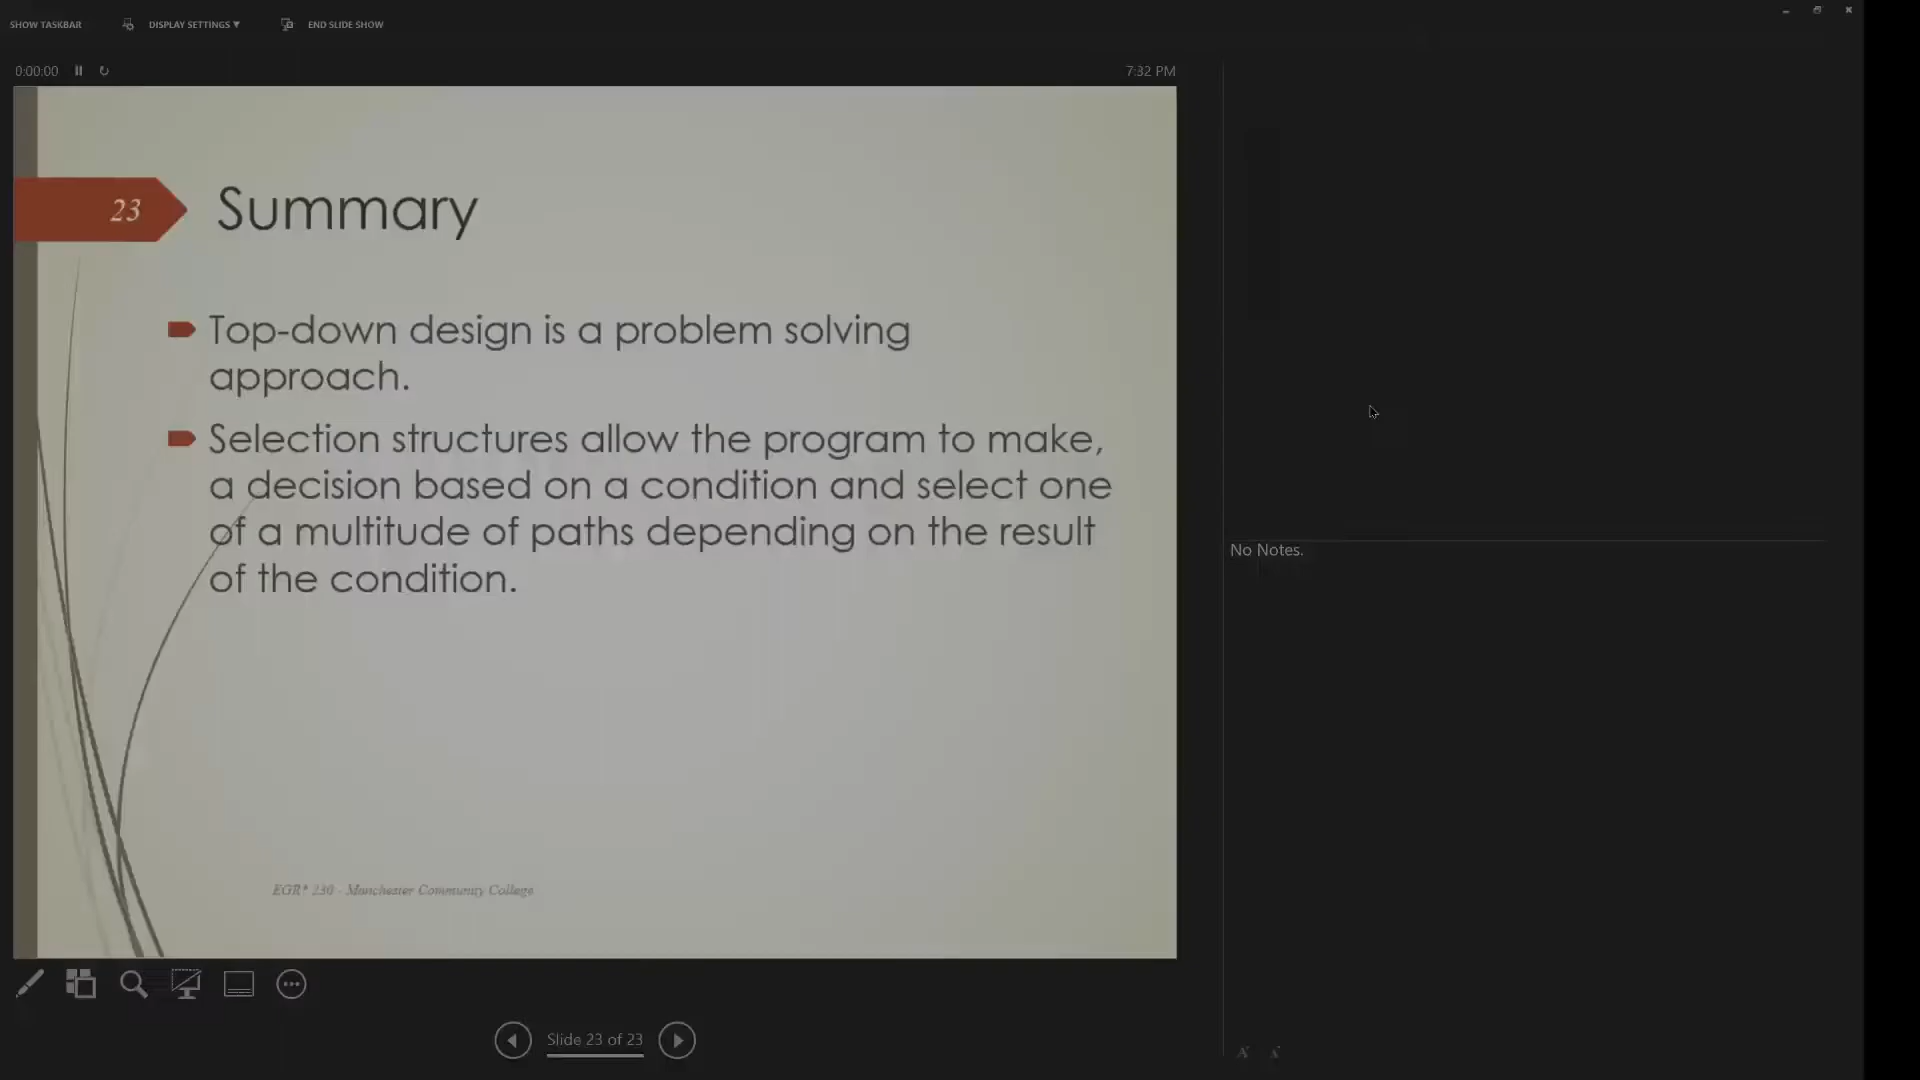 SHOW TASKBAR DISPLAY SETTINGS ▼ END SLIDE SHOW
0:00:00 7:32 PM
23 Summary
Top-down design is a problem solving
approach.
Selection structures allow the program to make,
a decision based on a condition and select one
of a multitude of paths depending on the result
of the condition.
No Notes.
EGR* 230 - Manchester Community College
Slide 23 of 23
A A